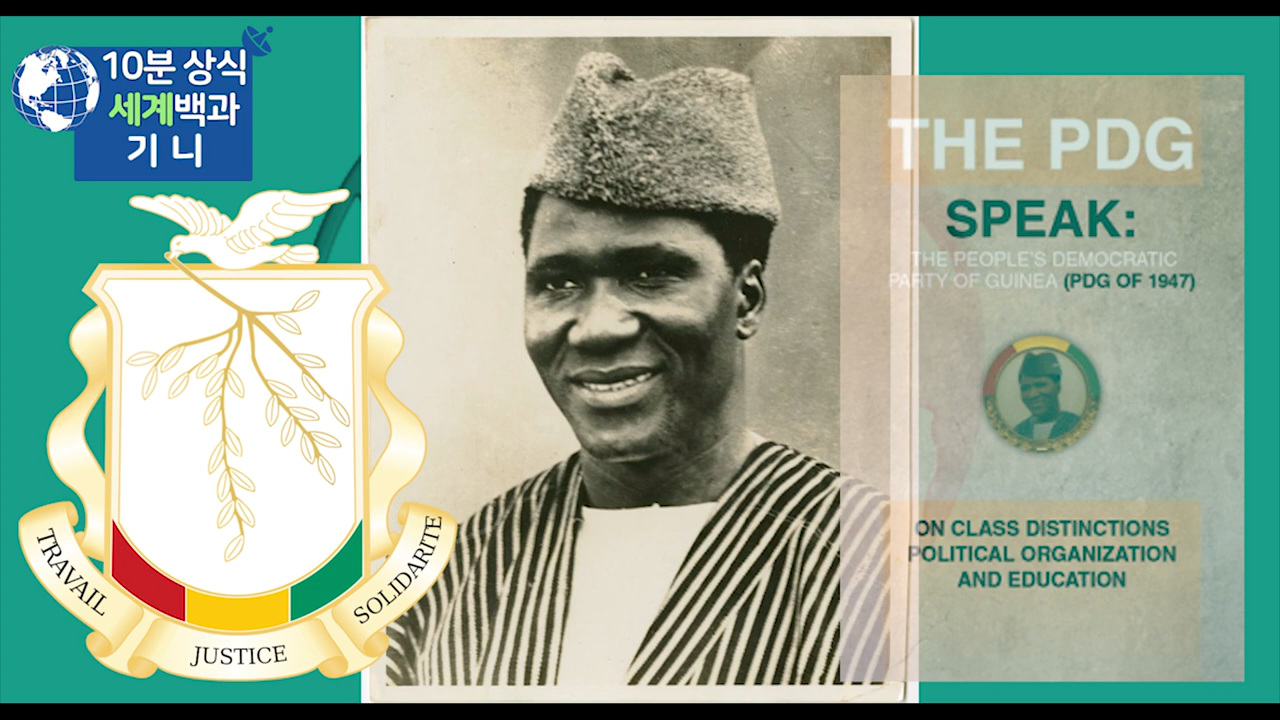 10분 상식
세계백과
기 니
TRAVAIL
JUSTICE
SOLIDARITE
THE PDG
SPEAK:
THE PEOPLE'S DEMOCRATIC
PARTY OF GUINEA (PDG OF 1947)
ON CLASS DISTINCTIONS
POLITICAL ORGANIZATION
AND EDUCATION